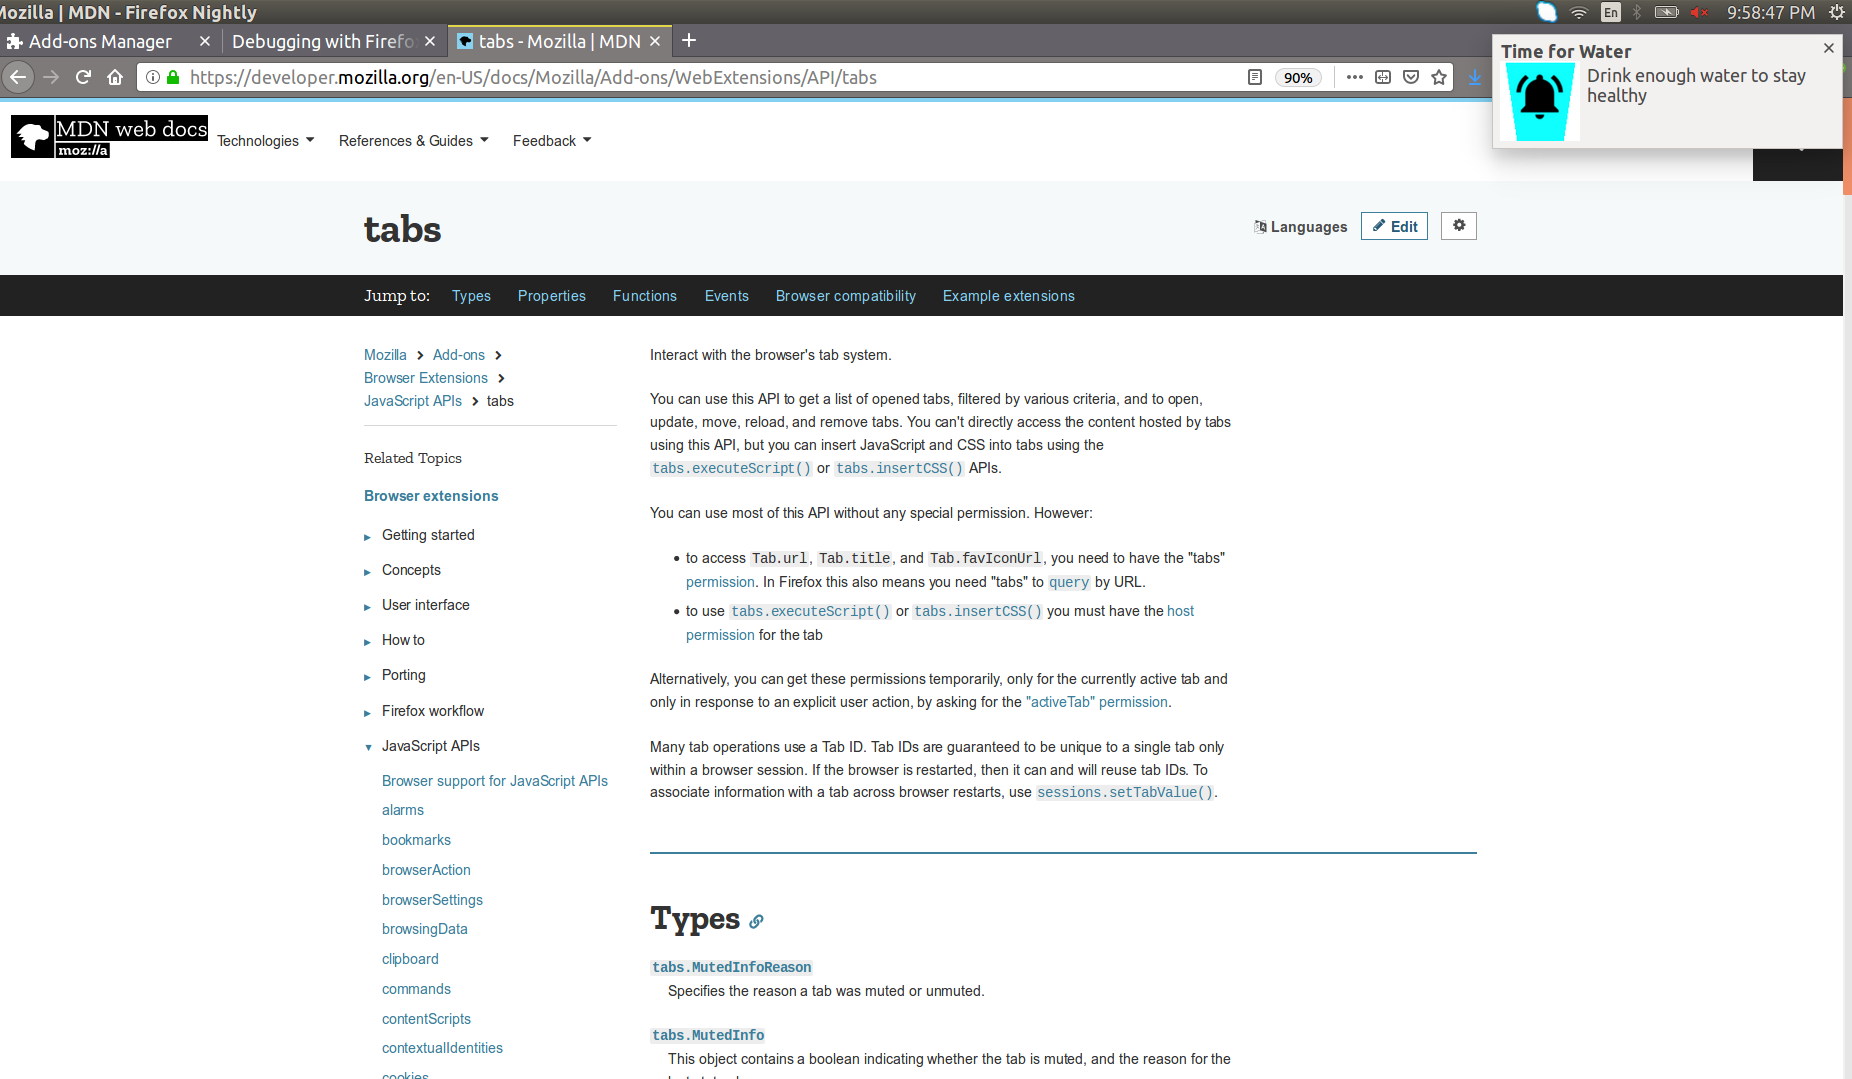 Mozilla | MDN - Firefox Nightly
En
9:58:47 PM
Add-ons Manager
Debugging with Firefo
tabs - Mozilla | MDN
https://developer.mozilla.org/en-US/docs/Mozilla/Add-ons/WebExtensions/API/tabs
90%
Time for Water
Drink enough water to stay
healthy
MDN web docs
moz://a
Technologies
References & Guides
Feedback
tabs
Languages
Edit
Jump to:
Types
Properties
Functions
Events
Browser compatibility
Example extensions
Mozilla
Add-ons
Browser Extensions
JavaScript APIs
tabs
Related Topics
Browser extensions
Getting started
Concepts
User interface
How to
Porting
Firefox workflow
JavaScript APIs
Browser support for JavaScript APIs
alarms
bookmarks
browserAction
browserSettings
browsingData
clipboard
commands
contentScripts
contextualIdentities
cookies
Interact with the browser's tab system.
You can use this API to get a list of opened tabs, filtered by various criteria, and to open,
update, move, reload, and remove tabs. You can't directly access the content hosted by tabs
using this API, but you can insert JavaScript and CSS into tabs using the
tabs.executeScript() or tabs.insertCSS() APIs.
You can use most of this API without any special permission. However:
• to access Tab.url, Tab.title, and Tab.favIconUrl, you need to have the "tabs"
permission. In Firefox this also means you need "tabs" to query by URL.
• to use tabs.executeScript() or tabs.insertCSS() you must have the host
permission for the tab
Alternatively, you can get these permissions temporarily, only for the currently active tab and
only in response to an explicit user action, by asking for the "activeTab" permission.
Many tab operations use a Tab ID. Tab IDs are guaranteed to be unique to a single tab only
within a browser session. If the browser is restarted, then it can and will reuse tab IDs. To
associate information with a tab across browser restarts, use sessions.setTabValue().
Types
tabs.MutedInfoReason
Specifies the reason a tab was muted or unmuted.
tabs.MutedInfo
This object contains a boolean indicating whether the tab is muted, and the reason for the